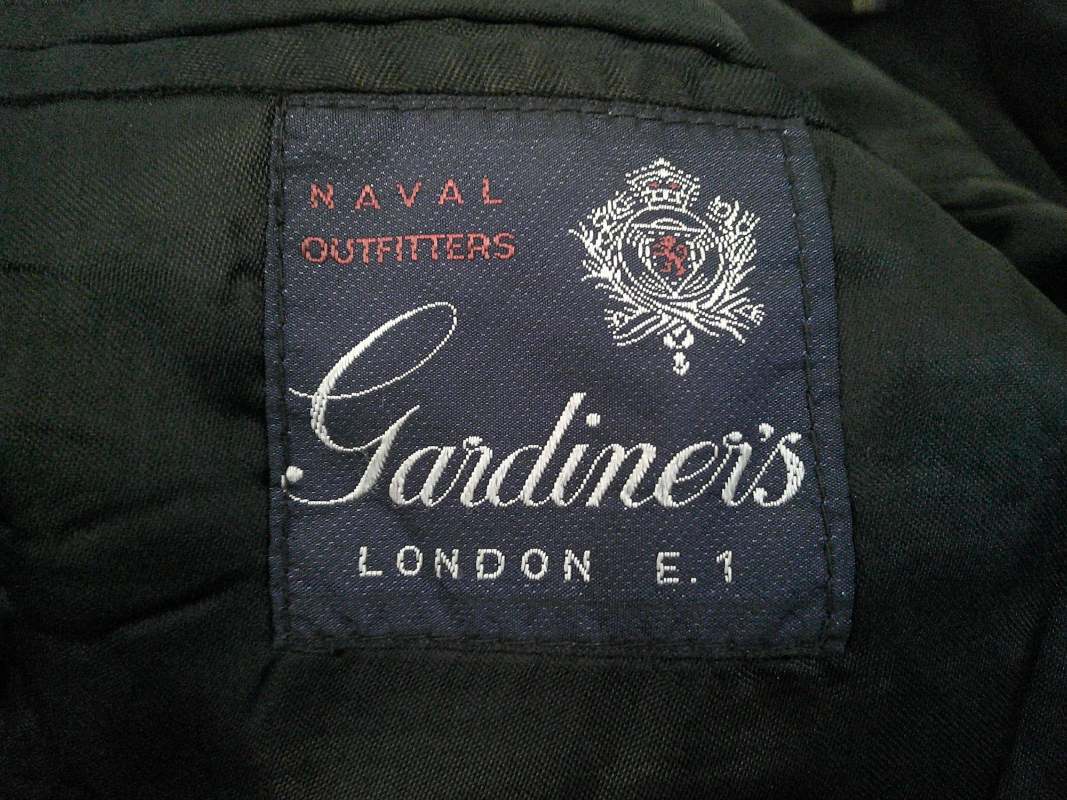 NAVAL
OUTFITTERS
Gardiner's
LONDON E.1